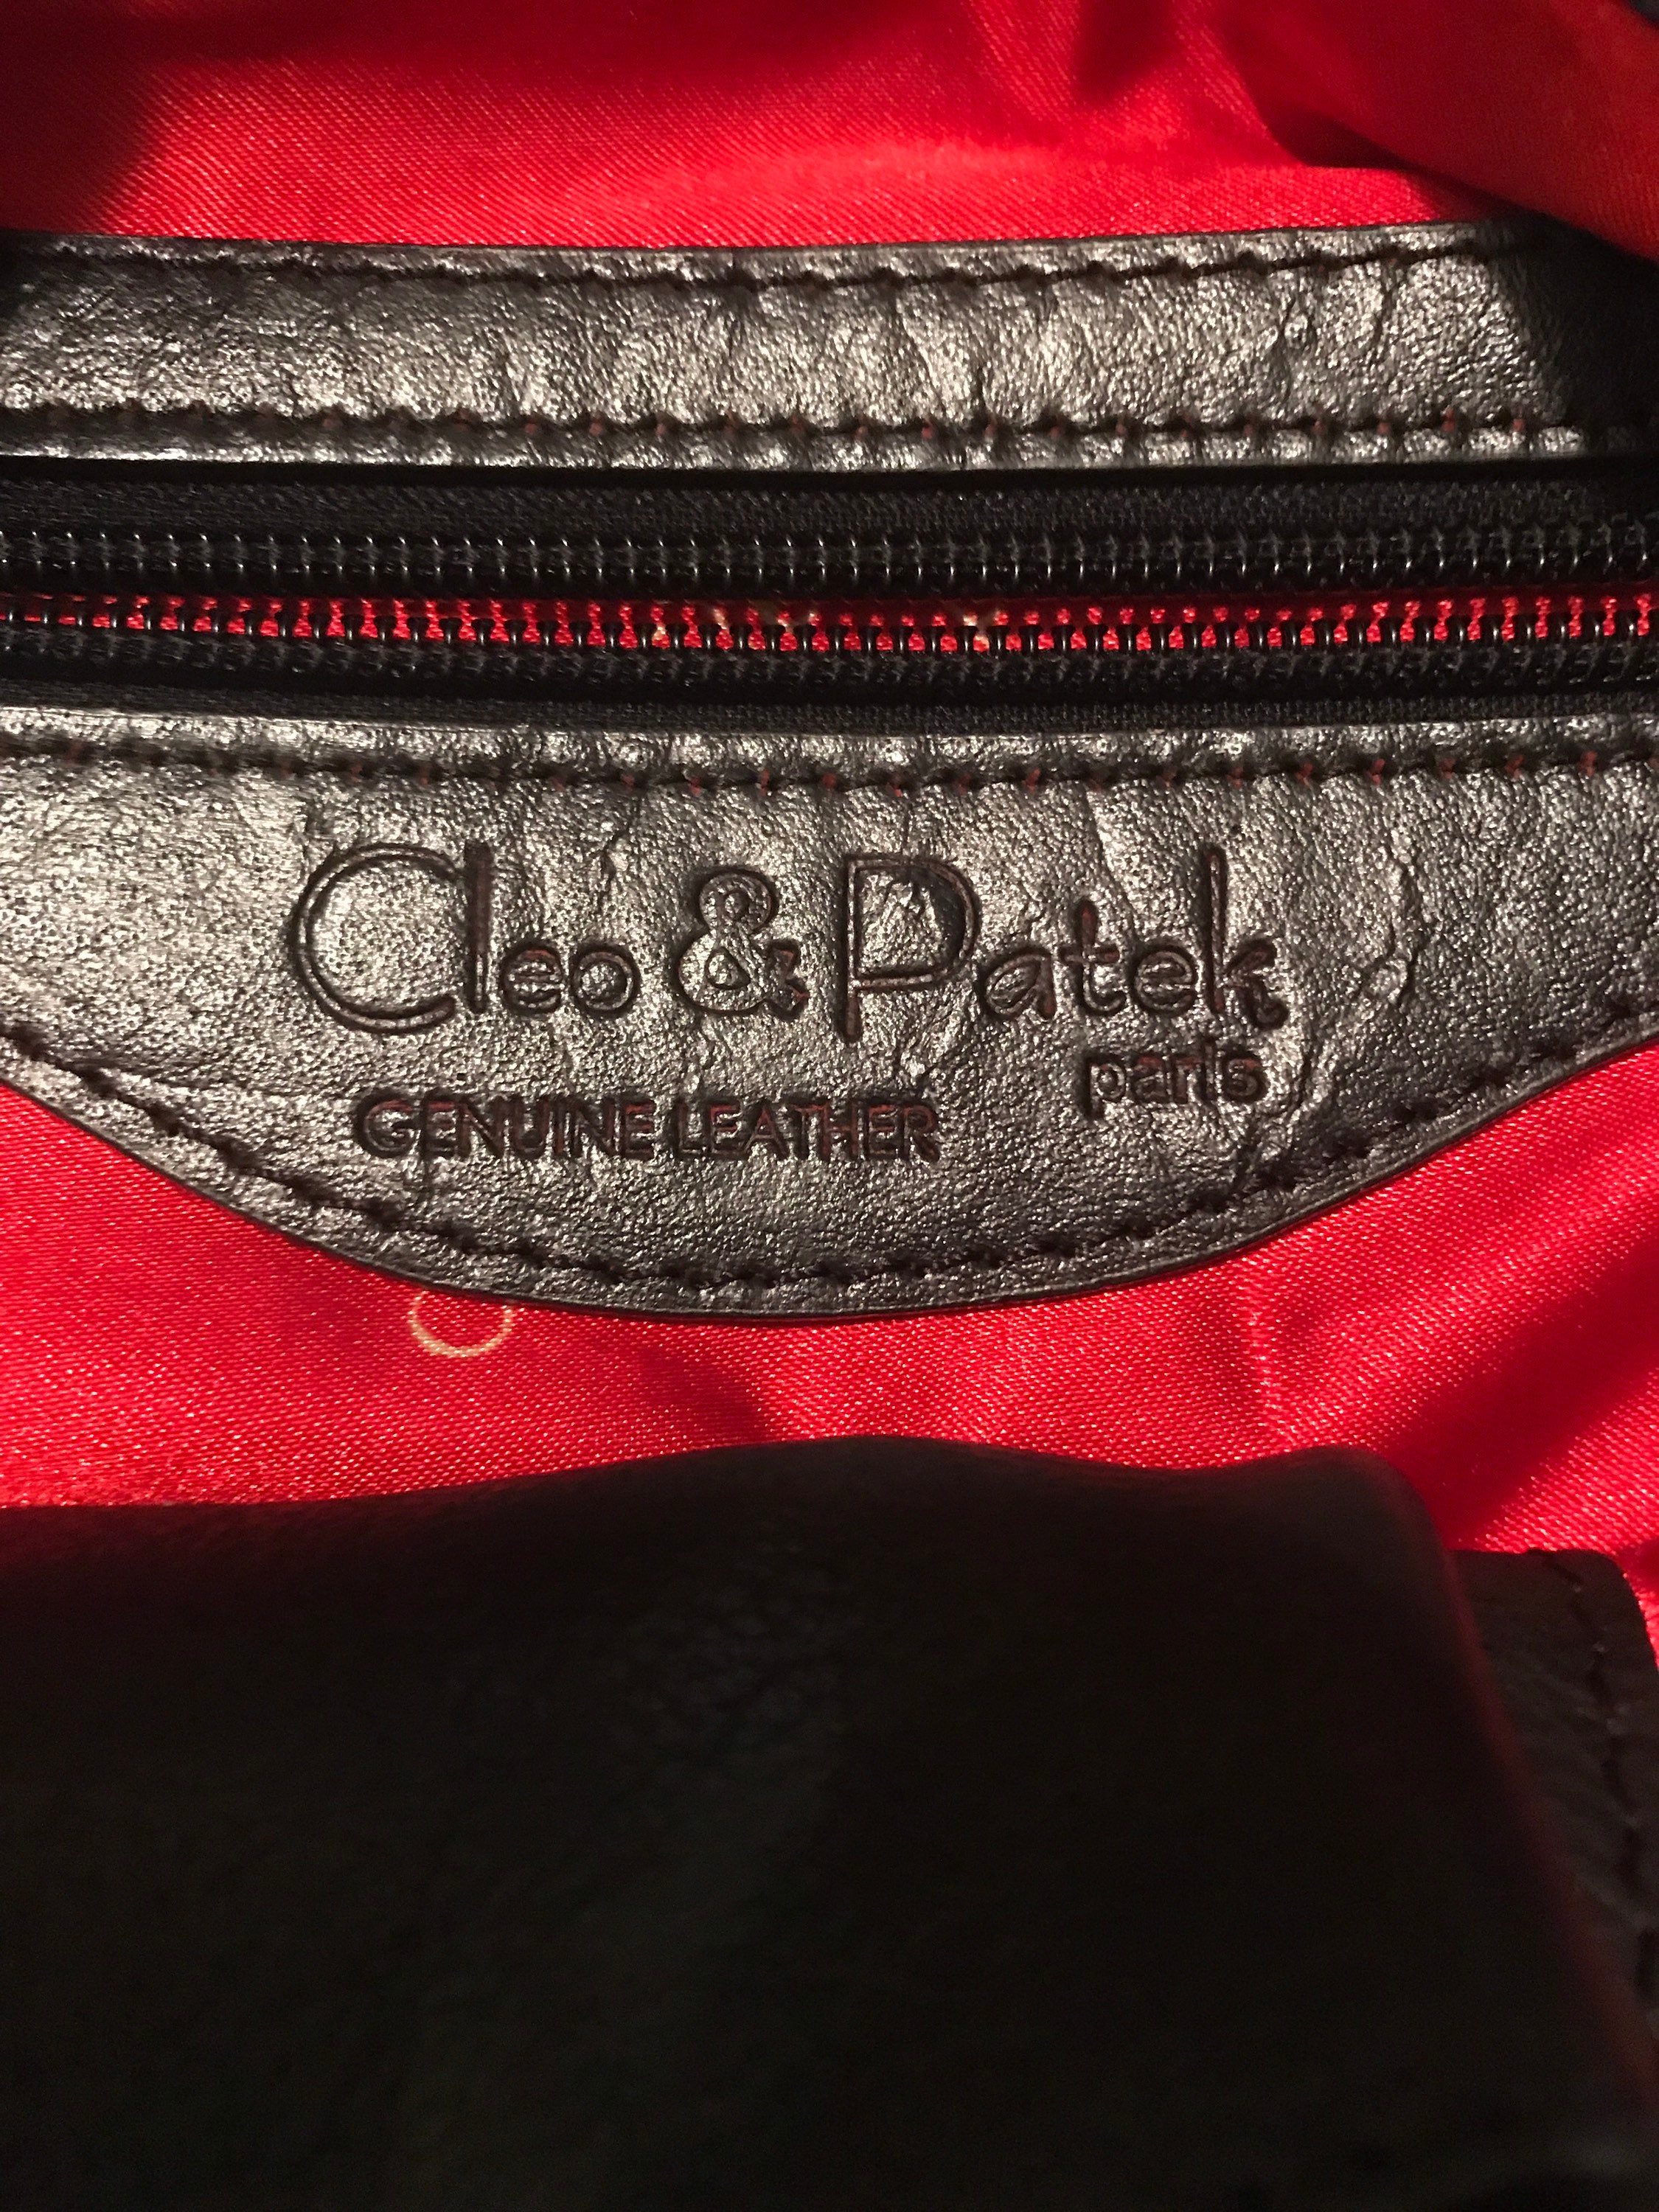 Cleo & Patek
paris
GENUINE LEATHER